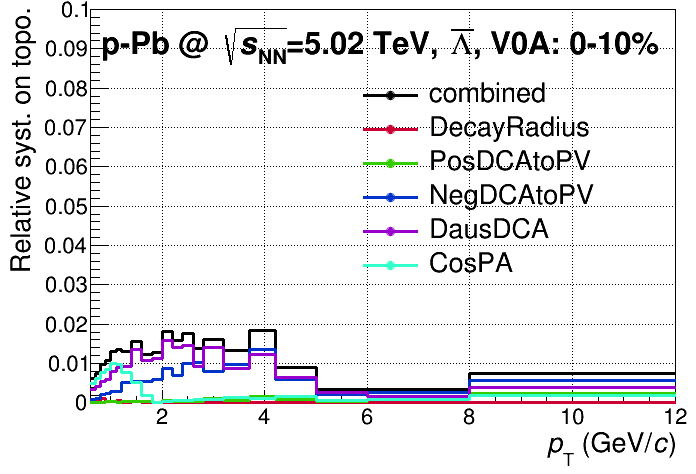 p-Pb @ √sNN=5.02 TeV, Λ̅, V0A: 0-10%
Relative syst. on topo.
0.1
0.09
0.08
0.07
0.06
0.05
0.04
0.03
0.02
0.01
0
combined
DecayRadius
PosDCAtoPV
NegDCAtoPV
DausDCA
CosPA
2 4 6 8 10 12
pT (GeV/c)